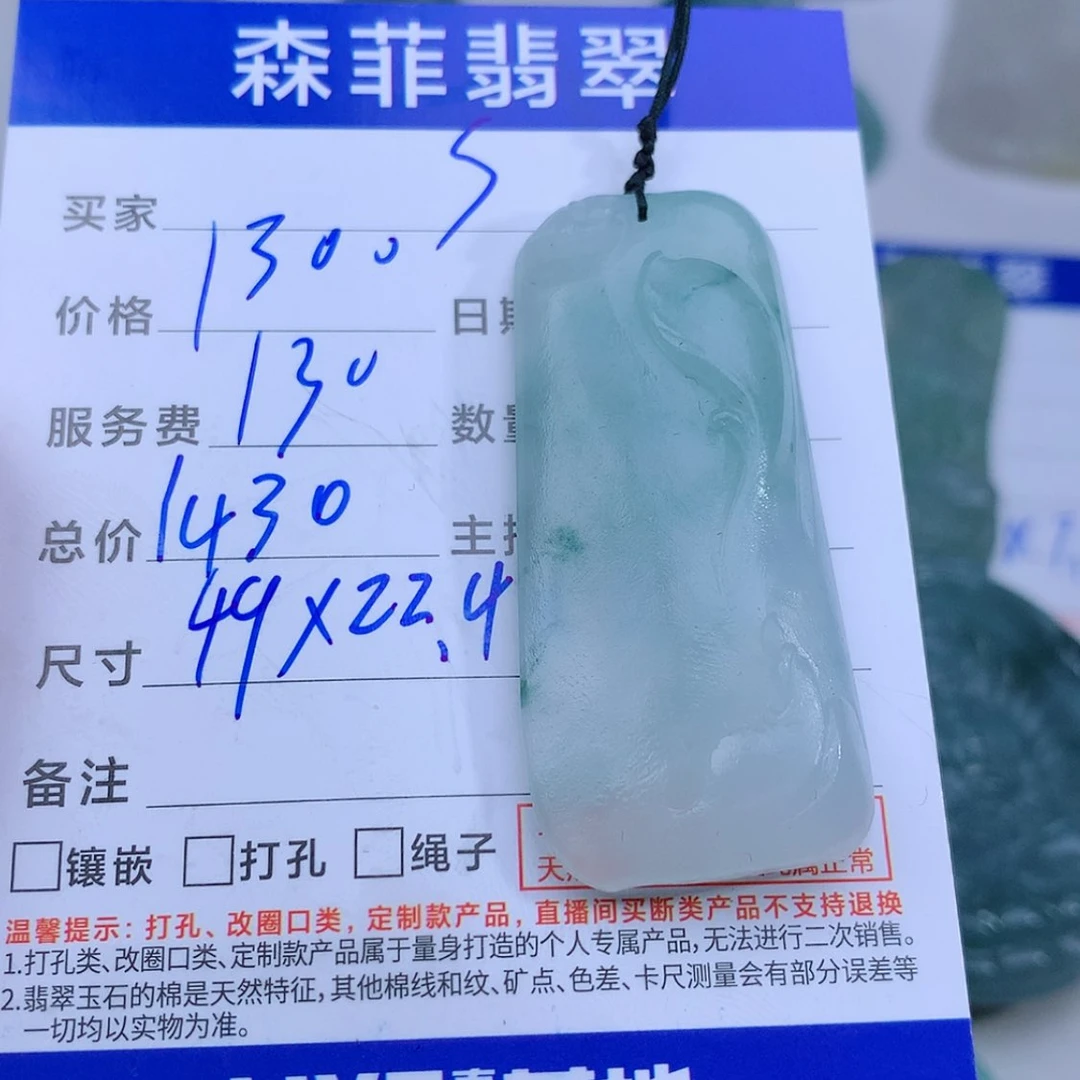 森菲翡翠
S
买家
1300
价格 日
130
服务费 数
1430
总价 主
49×22.4
尺寸
备注
□镶嵌 □打孔 □绳子
天 属正常
温馨提示：打孔、改圈口类，定制款产品，直播间买断类产品不支持退换
1.打孔类、改圈口类、定制款产品属于量身打造的个人专属产品,无法进行二次销售。
2.翡翠玉石的棉是天然特征,其他棉线和纹、矿点、色差、卡尺测量会有部分误差等
一切均以实物为准。